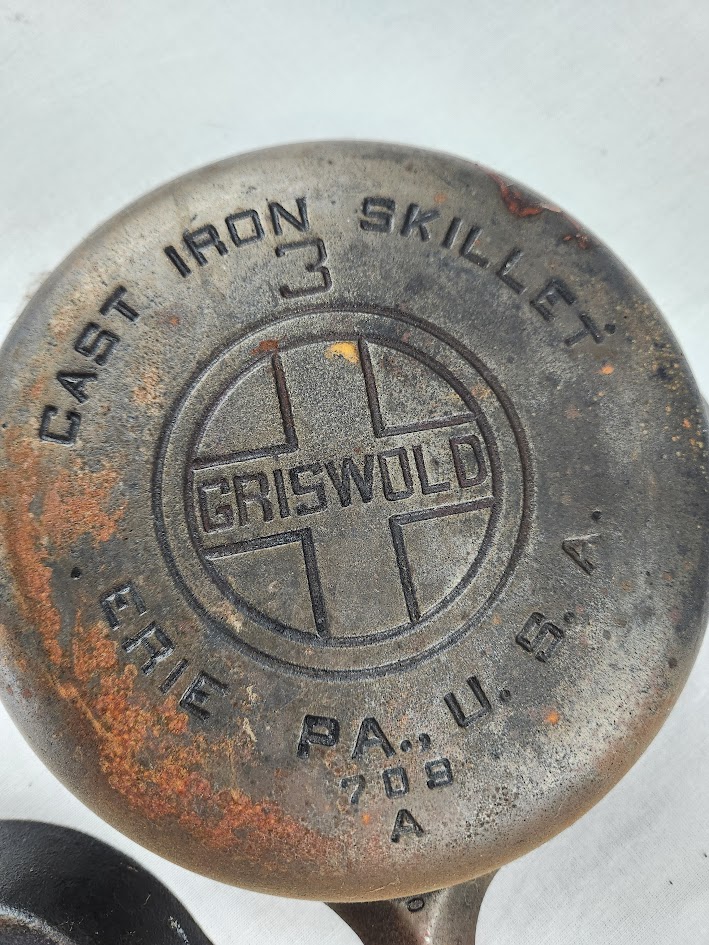 CAST IRON SKILLET
3
GRISWOLD
ERIE PA., U.S.A.
709
A